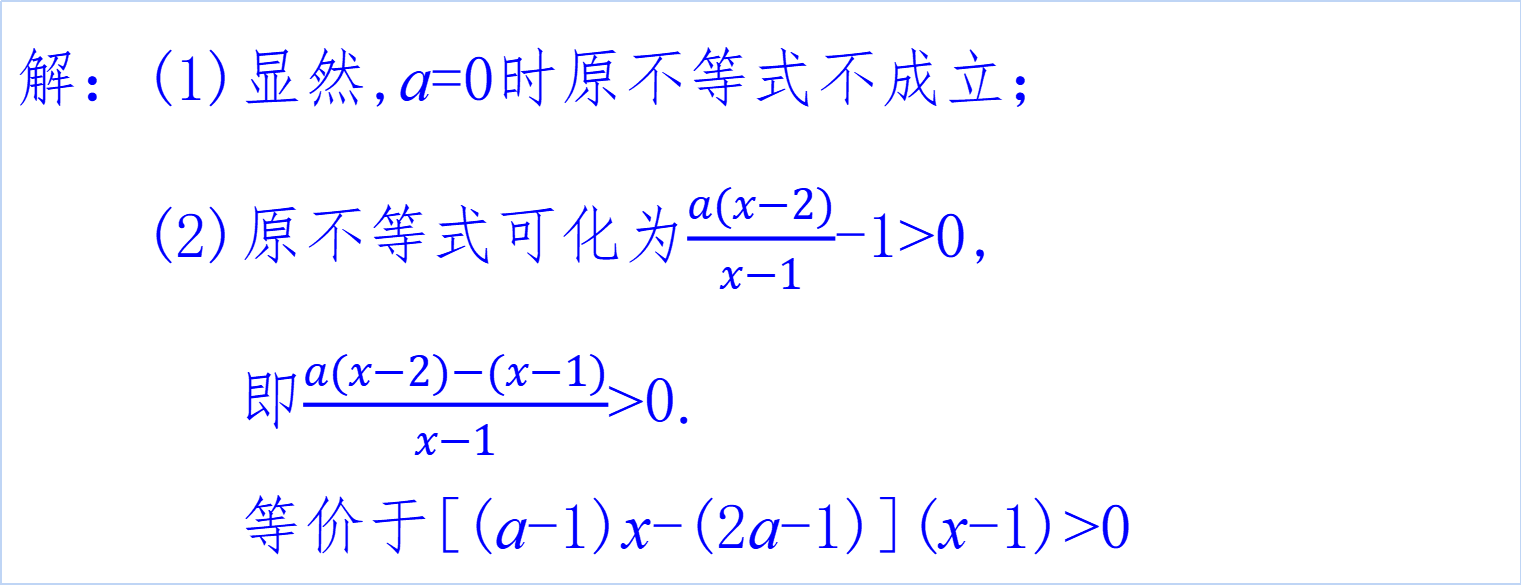 解：(1)显然,a=0时原不等式不成立；
(2)原不等式可化为\frac{a(x-2)}{x-1}-1>0,
即\frac{a(x-2)-(x-1)}{x-1}>0.
等价于[(a-1)x-(2a-1)](x-1)>0